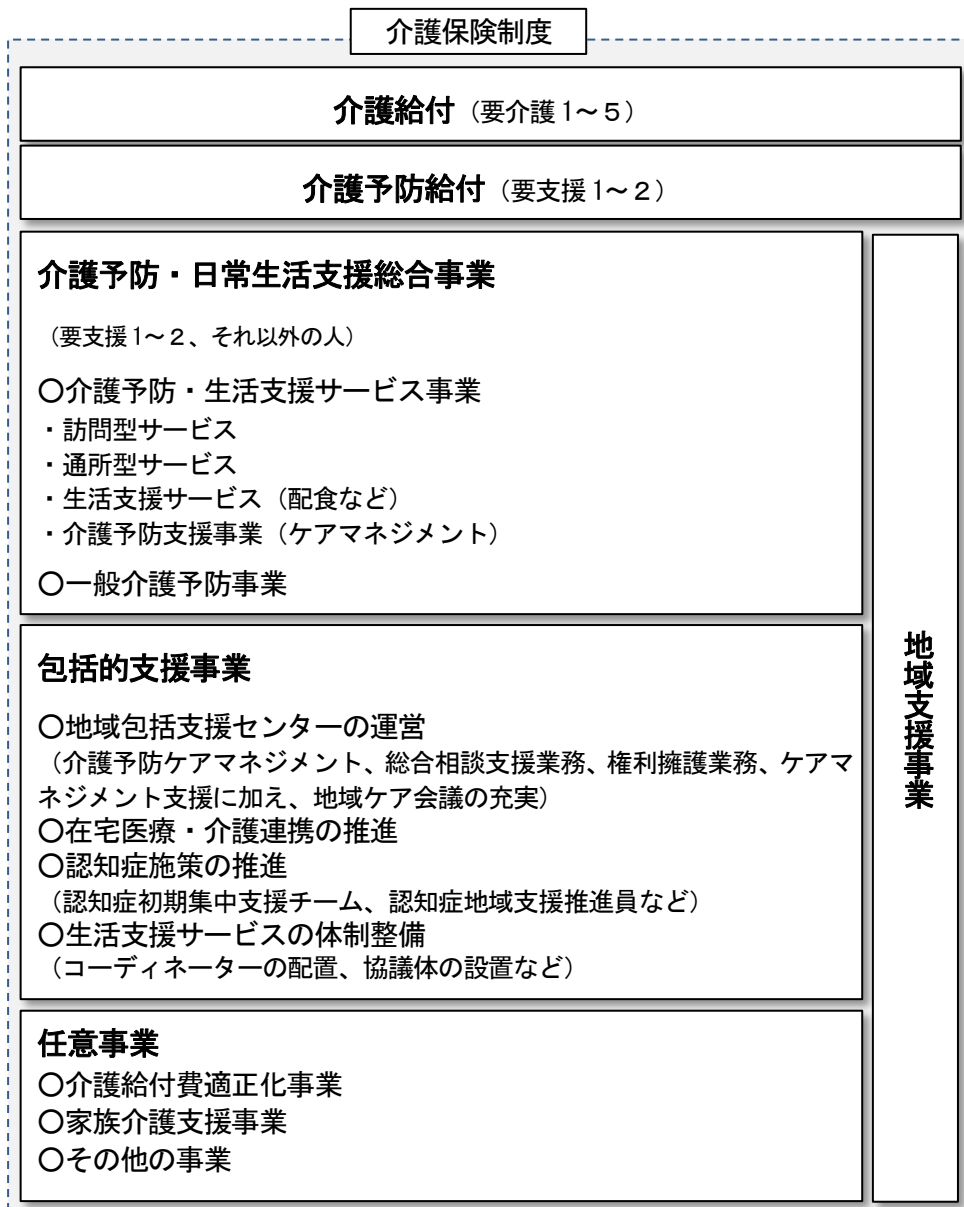 介護保険制度
介護給付（要介護1～５）
介護予防給付（要支援1～２）
介護予防・日常生活支援総合事業
（要支援1～２、それ以外の人）
〇介護予防・生活支援サービス事業
・訪問型サービス
・通所型サービス
・生活支援サービス（配食など）
・介護予防支援事業（ケアマネジメント）
〇一般介護予防事業
包括的支援事業
〇地域包括支援センターの運営
（介護予防ケアマネジメント、総合相談支援業務、権利擁護業務、ケアマ
ネジメント支援に加え、地域ケア会議の充実）
〇在宅医療・介護連携の推進
〇認知症施策の推進
（認知症初期集中支援チーム、認知症地域支援推進員など）
〇生活支援サービスの体制整備
（コーディネーターの配置、協議体の設置など）
任意事業
〇介護給付費適正化事業
〇家族介護支援事業
〇その他の事業
地域支援事業